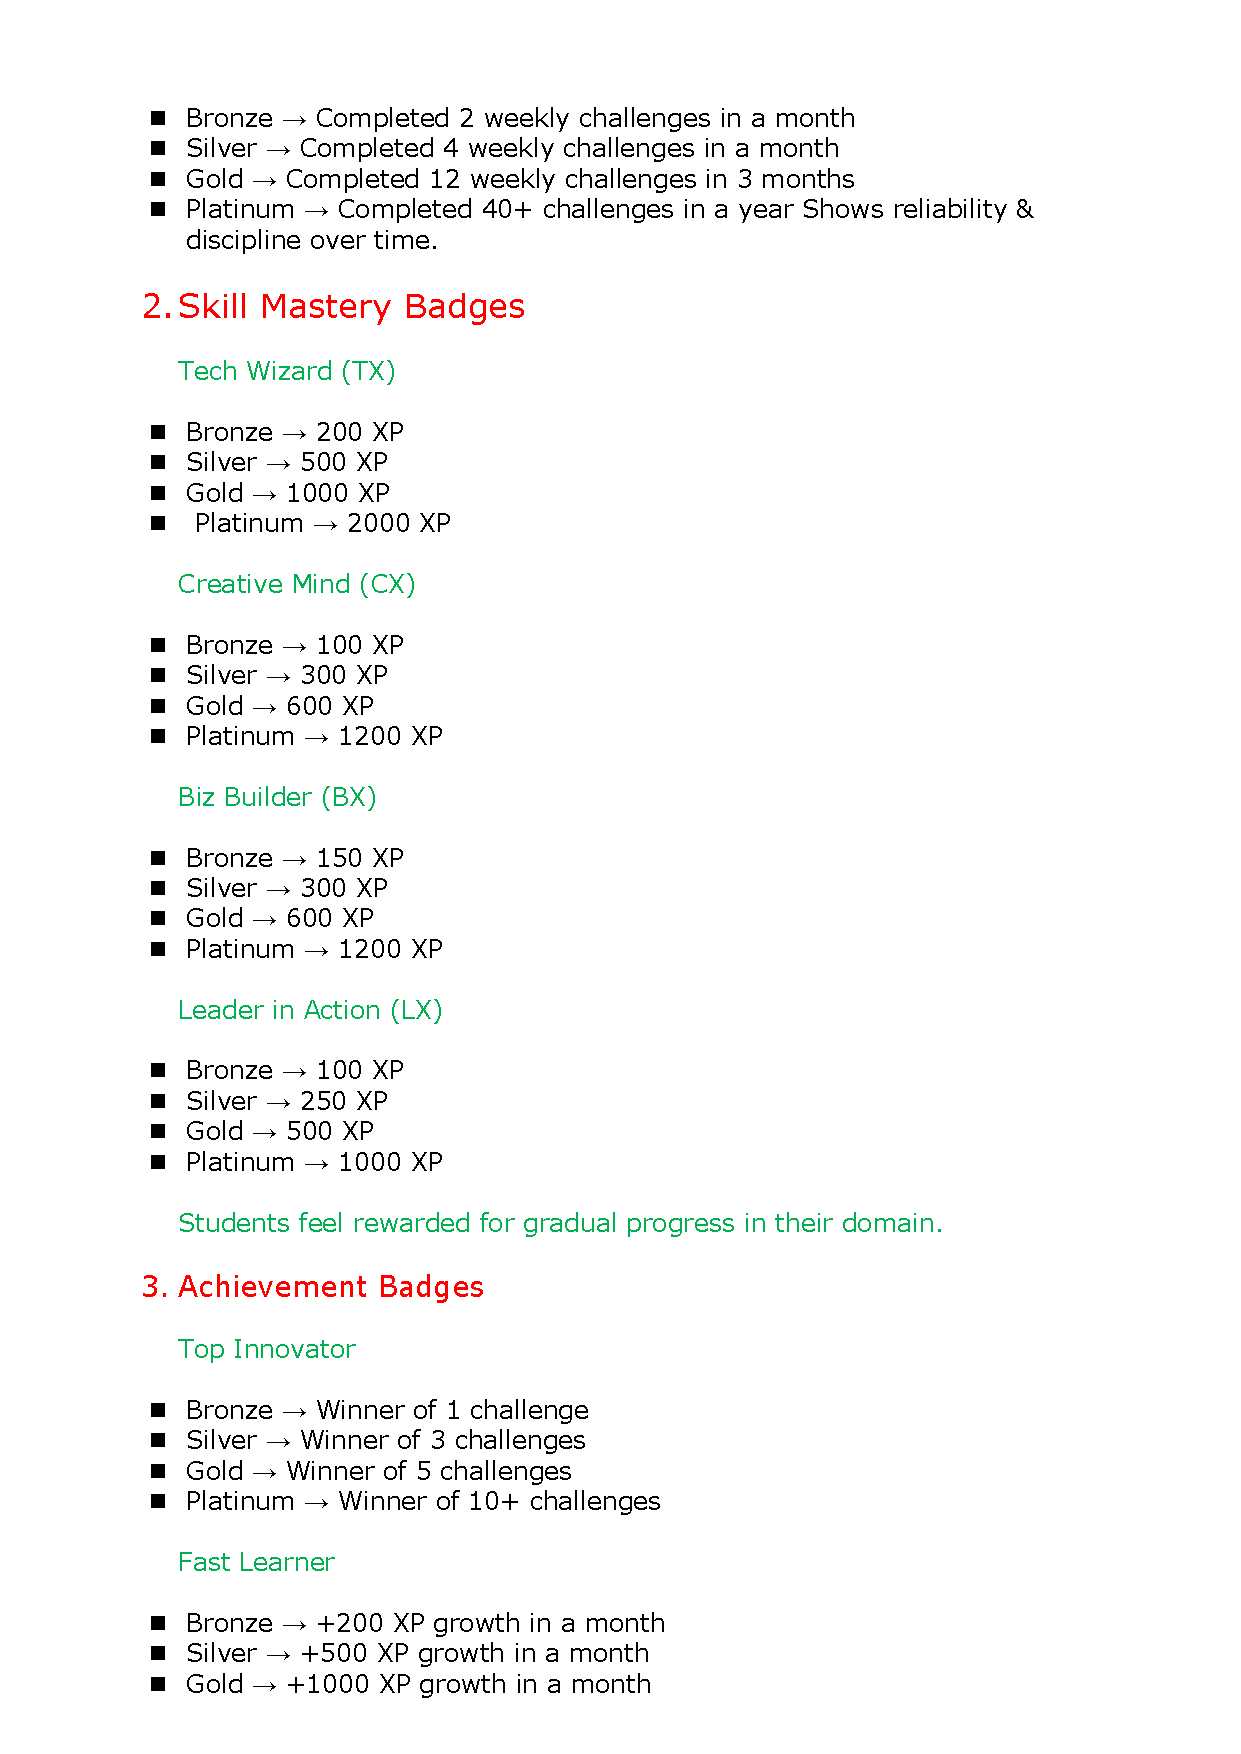 ■ Bronze → Completed 2 weekly challenges in a month
■ Silver → Completed 4 weekly challenges in a month
■ Gold → Completed 12 weekly challenges in 3 months
■ Platinum → Completed 40+ challenges in a year Shows reliability &
discipline over time.
2. Skill Mastery Badges
Tech Wizard (TX)
■ Bronze → 200 XP
■ Silver → 500 XP
■ Gold → 1000 XP
■ Platinum → 2000 XP
Creative Mind (CX)
■ Bronze → 100 XP
■ Silver → 300 XP
■ Gold → 600 XP
■ Platinum → 1200 XP
Biz Builder (BX)
■ Bronze → 150 XP
■ Silver → 300 XP
■ Gold → 600 XP
■ Platinum → 1200 XP
Leader in Action (LX)
■ Bronze → 100 XP
■ Silver → 250 XP
■ Gold → 500 XP
■ Platinum → 1000 XP
Students feel rewarded for gradual progress in their domain.
3. Achievement Badges
Top Innovator
■ Bronze → Winner of 1 challenge
■ Silver → Winner of 3 challenges
■ Gold → Winner of 5 challenges
■ Platinum → Winner of 10+ challenges
Fast Learner
■ Bronze → +200 XP growth in a month
■ Silver → +500 XP growth in a month
■ Gold → +1000 XP growth in a month